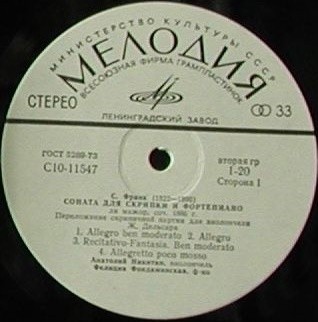 МИНИСТЕРСТВО КУЛЬТУРЫ СССР
МЕЛОДИЯ
ВСЕСОЮЗНАЯ ФИРМА ГРАМПЛАСТИНОК
СТЕРЕО
33
ЛЕНИНГРАДСКИЙ ЗАВОД
ГОСТ 5289-73
вторая гр
С10-11547
1-20
Сторона 1
С. Франк (1822—1890)
СОНАТА ДЛЯ СКРИПКИ И ФОРТЕПИАНО
ля мажор, соч. 1886 г.
Переложение скрипичной партии для виолончели
Ж. Дельсара
1. Allegro ben moderato 2. Allegro
3. Recitativo-Fantasia. Ben moderato
4. Allegretto poco mosso
Анатолий Никитин, виолончель
Фелиция Фондаминская, ф-но